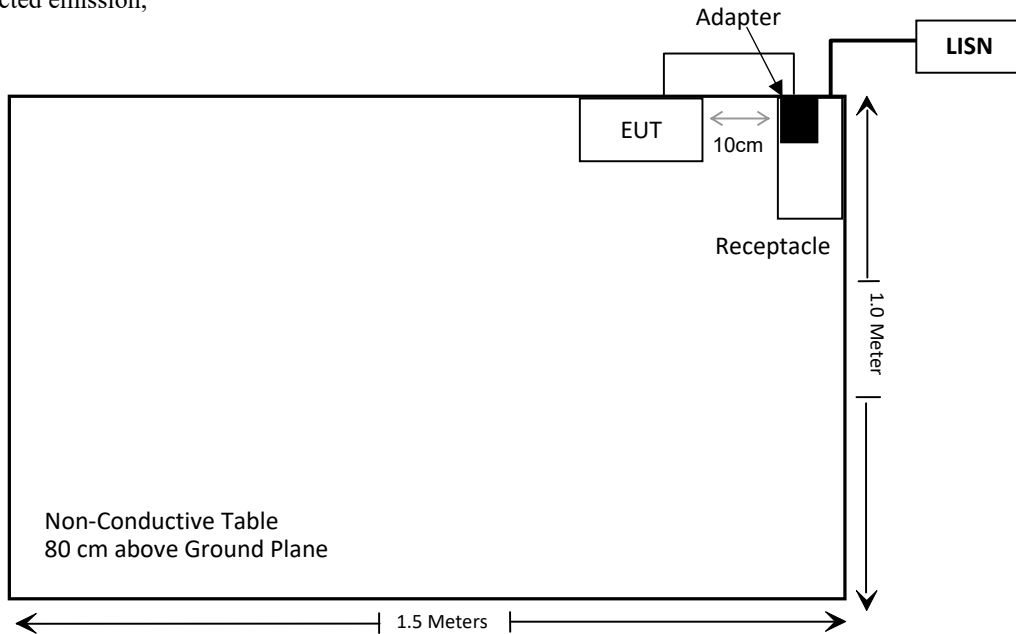 emission,
Adapter
LISN
EUT
10cm
Receptacle
1.0 Meter
Non-Conductive Table
80 cm above Ground Plane
1.5 Meters